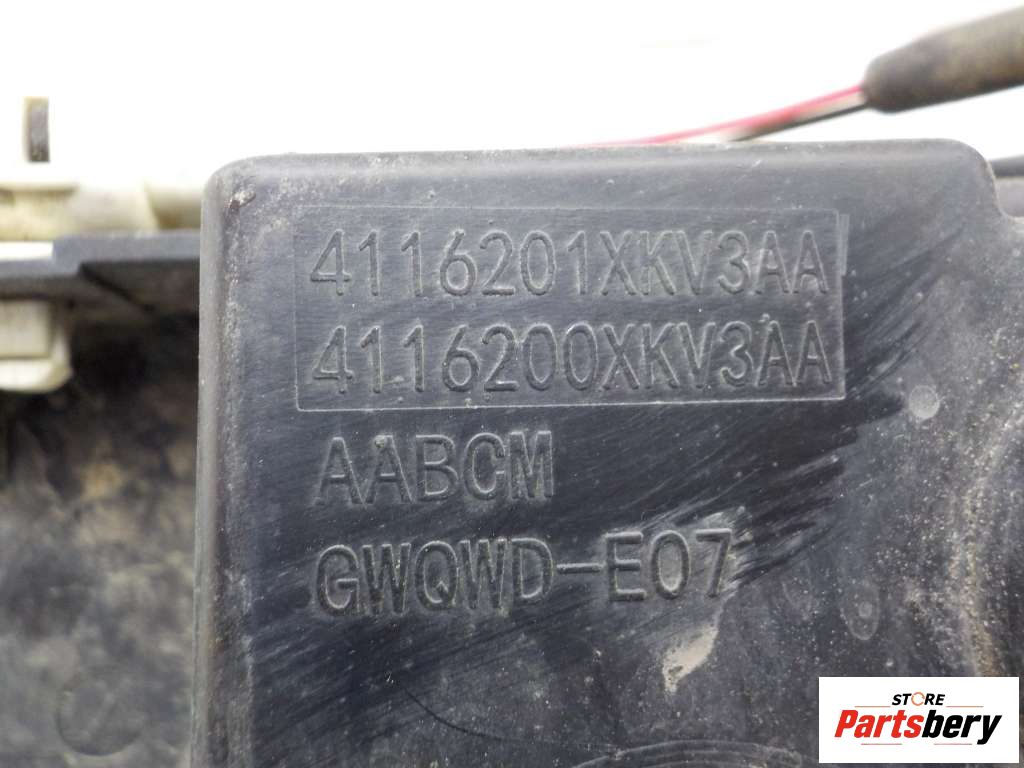 4116201XKV3AA
4116200XKV3AA
AABCM
GWQWD-E07
STORE
Partsbery